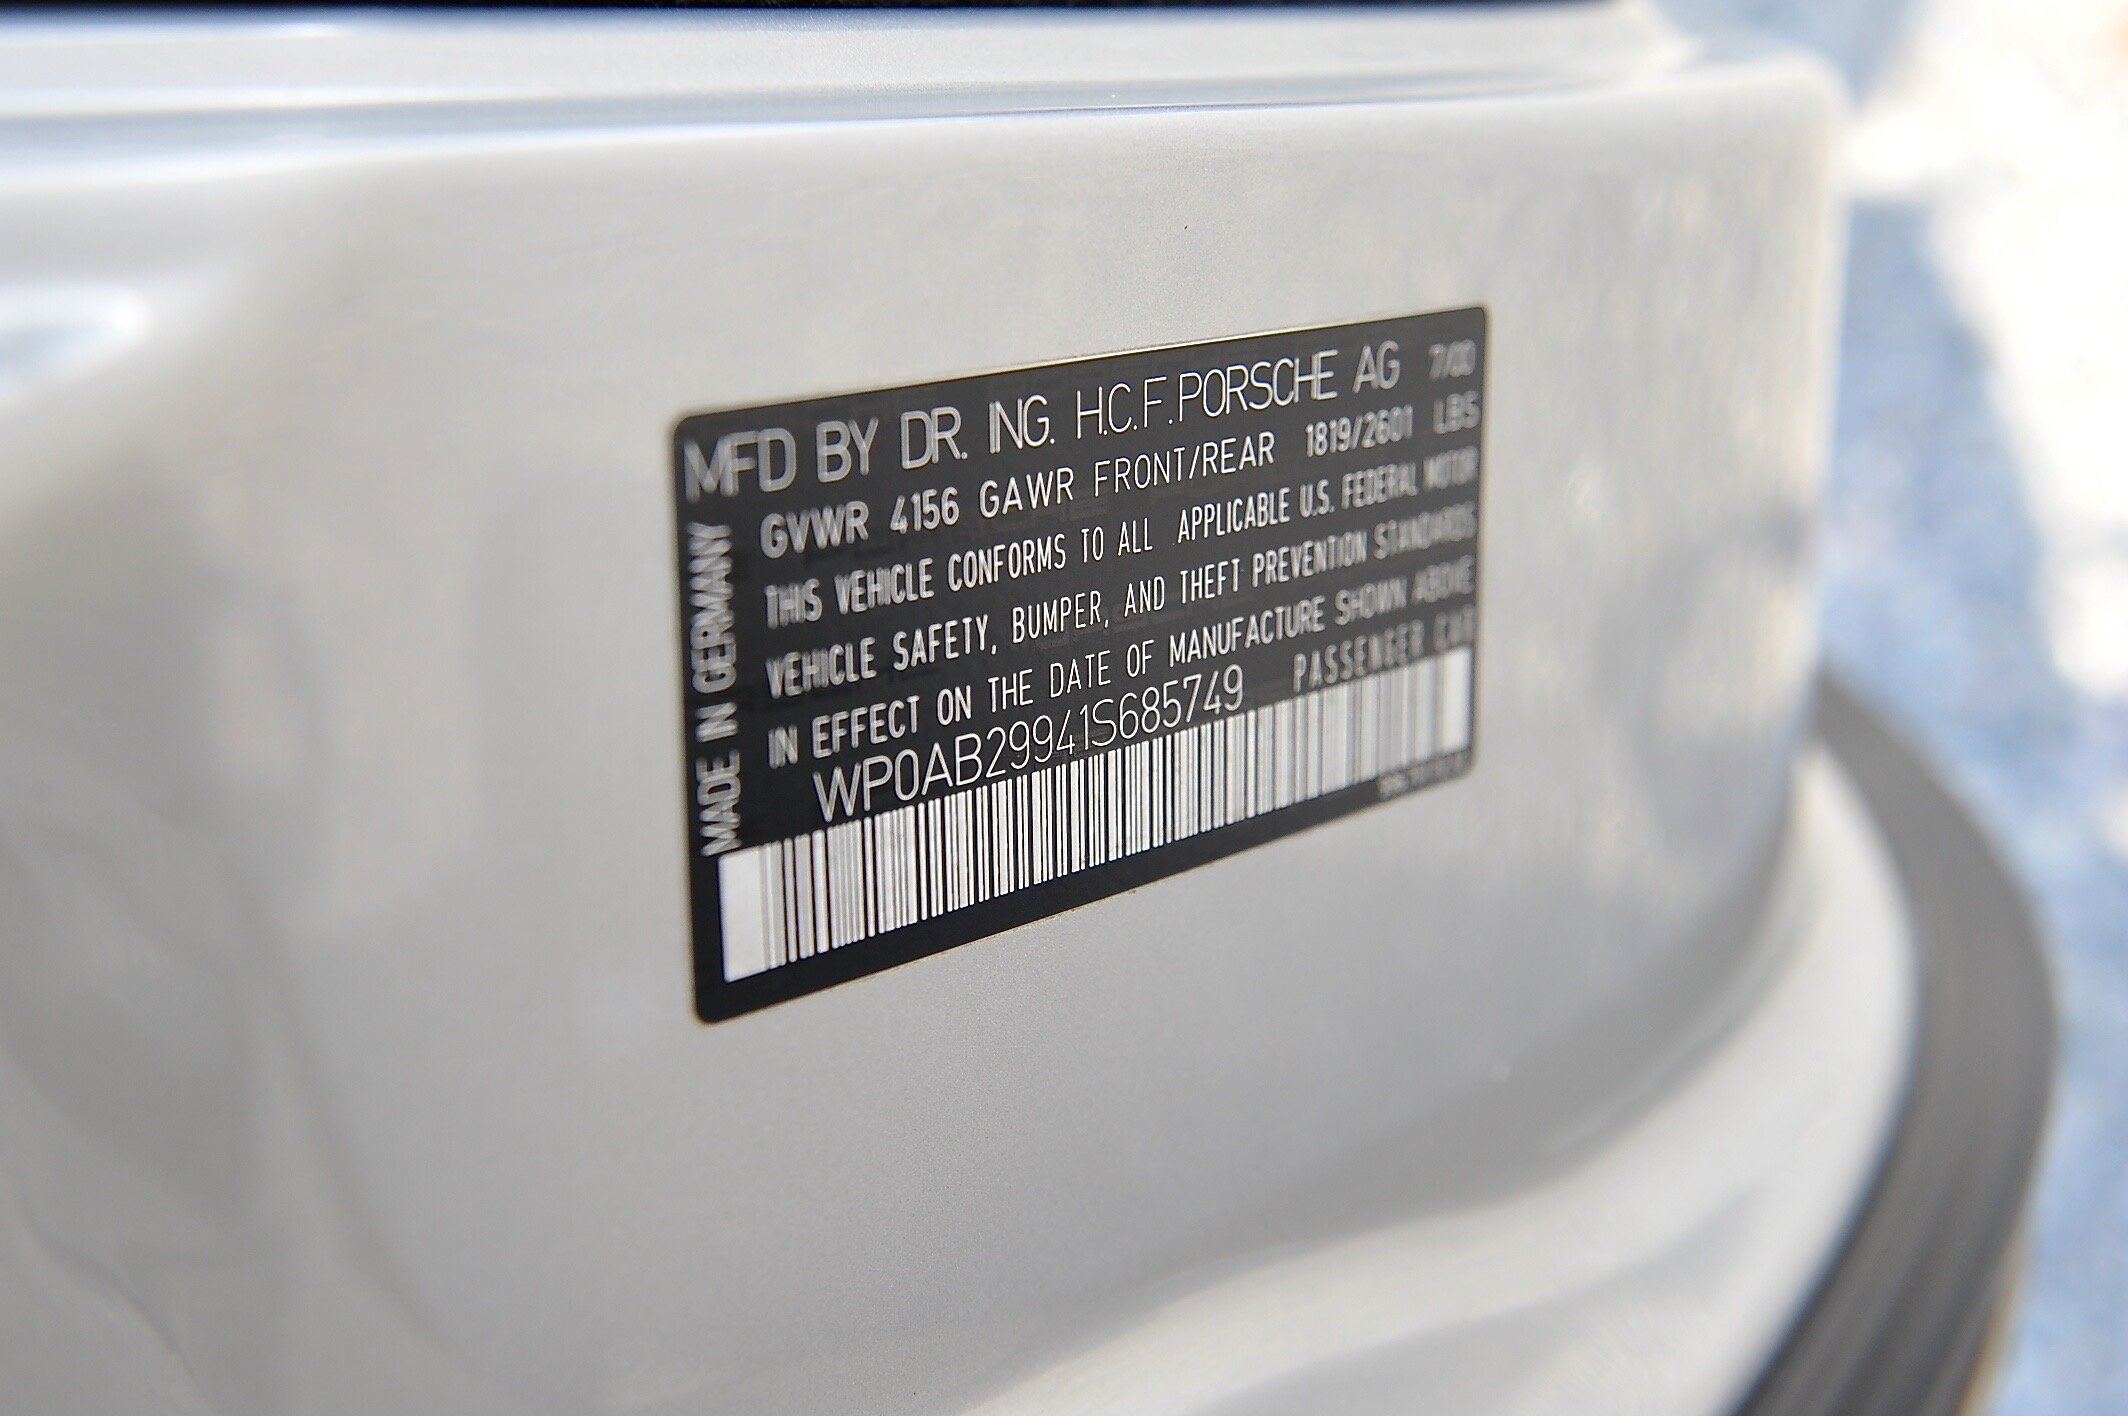 MFD BY DR. ING. H.C.F. PORSCHE AG 7/00
GVWR 4156 GAWR FRONT/REAR 1819/2601 LBS
THIS VEHICLE CONFORMS TO ALL APPLICABLE U.S. FEDERAL MOTOR
VEHICLE SAFETY, BUMPER, AND THEFT PREVENTION STANDARDS
IN EFFECT ON THE DATE OF MANUFACTURE SHOWN ABOVE
WP0AB29941S685749 PASSENGER CAR
MADE IN GERMANY